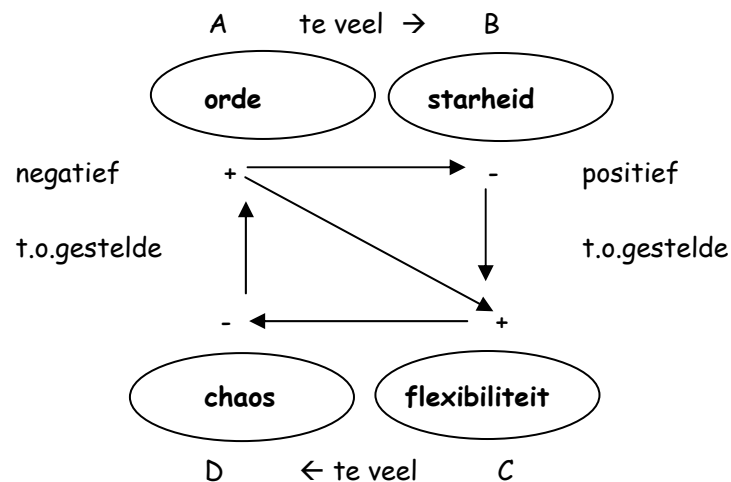 A te veel → B
orde starheid
negatief + - positief
t.o.gestelde t.o.gestelde
- +
chaos flexibiliteit
D ← te veel C